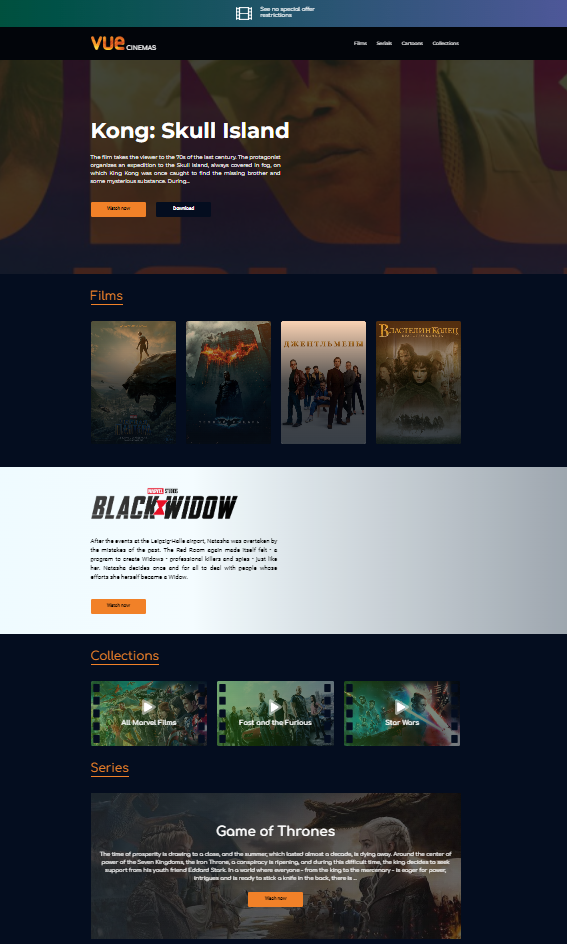 See no special offer
restrictions
vue CINEMAS
Films Serials Cartoons Collections
Kong: Skull Island
The film takes the viewer to the 70s of the last century. The protagonist
organizes an expedition to the Skull Island, always covered in fog, on
which King Kong was once caught to find the missing brother and
some mysterious substance. During...
Watch now Download
Films
ДЖЕНТЛЬМЕНЫ
Властелин Колец
MARVEL STUDIOS
BLACK WIDOW
After the events at the Leipzig-Halle airport, Natasha was overtaken by
the mistakes of the past. The Red Room again made itself felt - a
program to create Widows - professional killers and spies - just like
her. Natasha decides once and for all to deal with people whose
efforts she herself became a Widow.
Watch now
Collections
All Marvel Films Fast and the Furious Star Wars
Series
Game of Thrones
The time of prosperity is drawing to a close, and the summer, which lasted almost a decade, is dying away. Around the center of
power of the Seven Kingdoms, the Iron Throne, a conspiracy is ripening, and during this difficult time, the king decides to seek
support from his youth friend Eddard Stark. In a world where everyone - from the king to the mercenary - is eager for power,
intrigues and is ready to stick a knife in the back, there is ...
Wach now